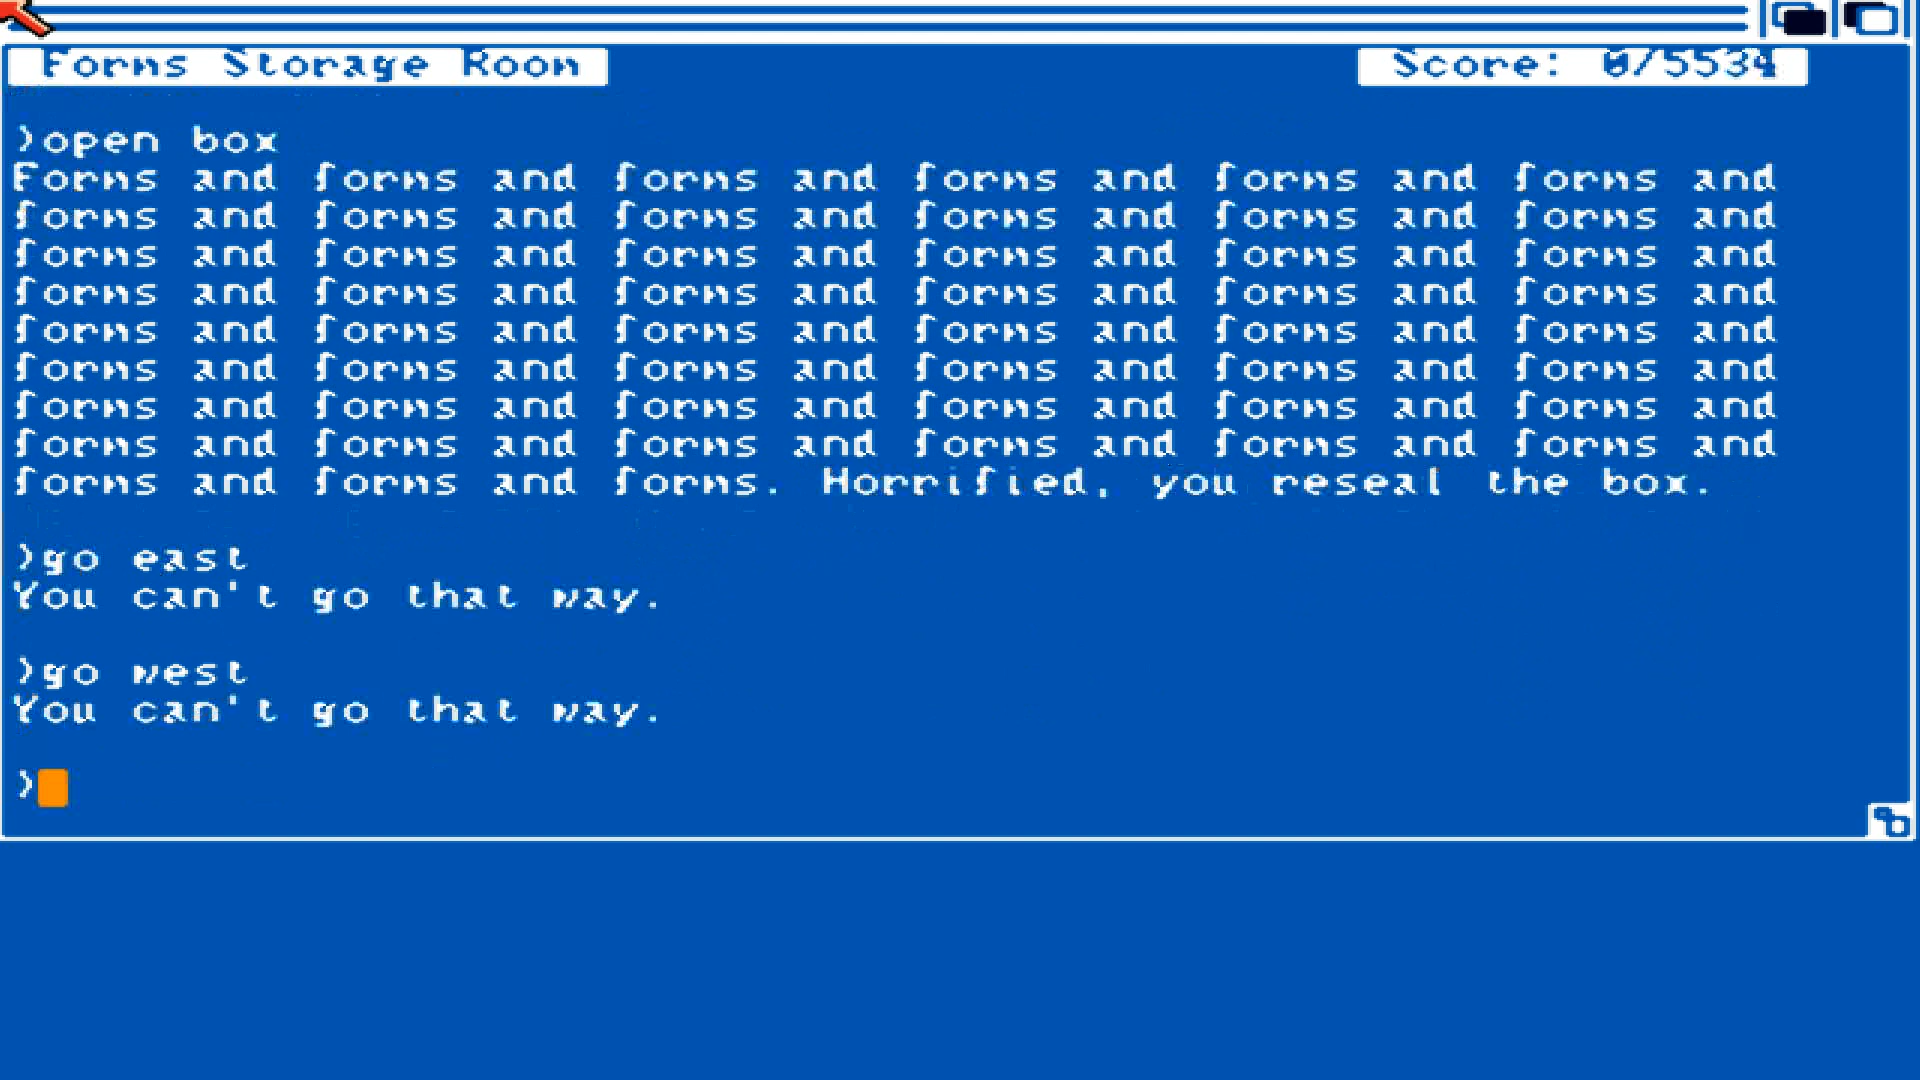 Forms Storage Room Score: 0/5534
>open box
Forms and forms and forms and forms and forms and forms and
forms and forms and forms and forms and forms and forms and
forms and forms and forms and forms and forms and forms and
forms and forms and forms and forms and forms and forms and
forms and forms and forms and forms and forms and forms and
forms and forms and forms and forms and forms and forms and
forms and forms and forms and forms and forms and forms and
forms and forms and forms and forms and forms and forms and
forms and forms and forms. Horrified, you reseal the box.
>go east
You can't go that way.
>go west
You can't go that way.
>